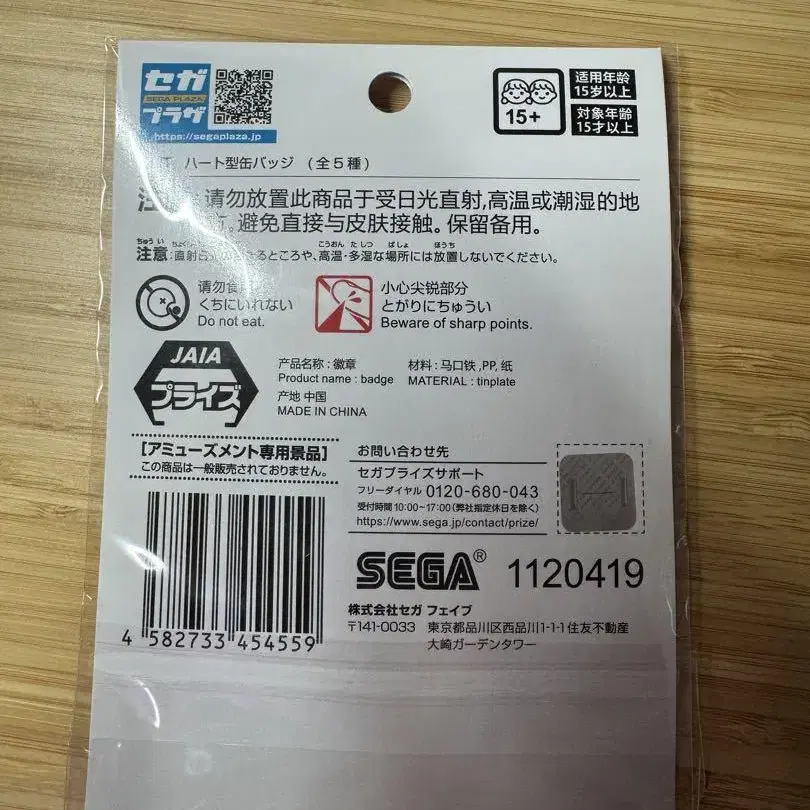 セガ
SEGA PLAZA
プラザ
https://segaplaza.jp
15+
适用年龄
15岁以上
対象年齢
15才以上
ハート型缶バッジ (全5種)
请勿放置此商品于受日光直射,高温或潮湿的地
避免直接与皮肤接触。保留备用。
注意:直射日光のあたるところや、高温・多湿な場所には放置しないでください。
请勿食用
くちにいれない
Do not eat.
小心尖锐部分
とがりにちゅうい
Beware of sharp points.
JAIA
プライズ
产品名称:徽章
Product name : badge
产地 中国
MADE IN CHINA
材料:马口铁,PP,纸
MATERIAL : tinplate
[アミューズメント専用景品]
この商品は一般販売されておりません。
お問い合わせ先
セガプライズサポート
フリーダイヤル 0120-680-043
受付時間10:00~17:00(弊社指定休日を除く)
https://www.sega.jp/contact/prize/
SEGA® 1120419
株式会社セガ フェイブ
〒141-0033 東京都品川区西品川1-1-1住友不動産
大崎ガーデンタワー
4 582733 454559